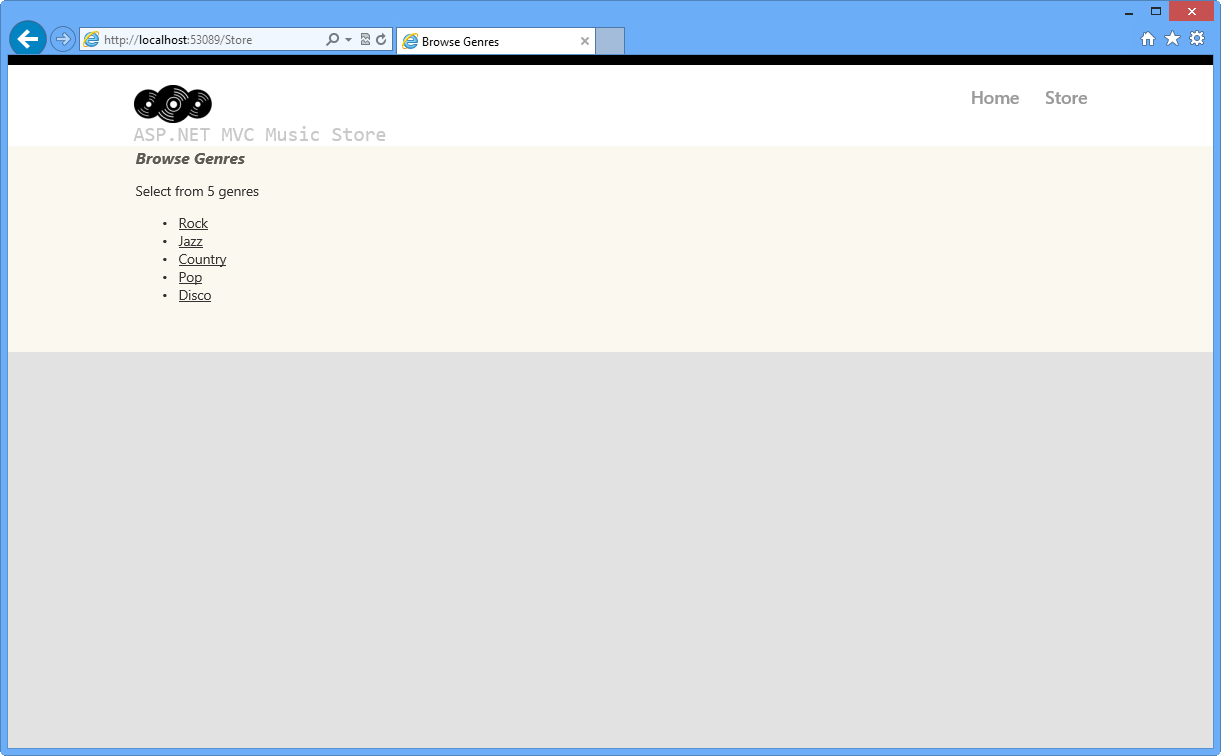 http://localhost:53089/Store
Browse Genres
Home Store
ASP.NET MVC Music Store
Browse Genres
Select from 5 genres
• Rock
• Jazz
• Country
• Pop
• Disco